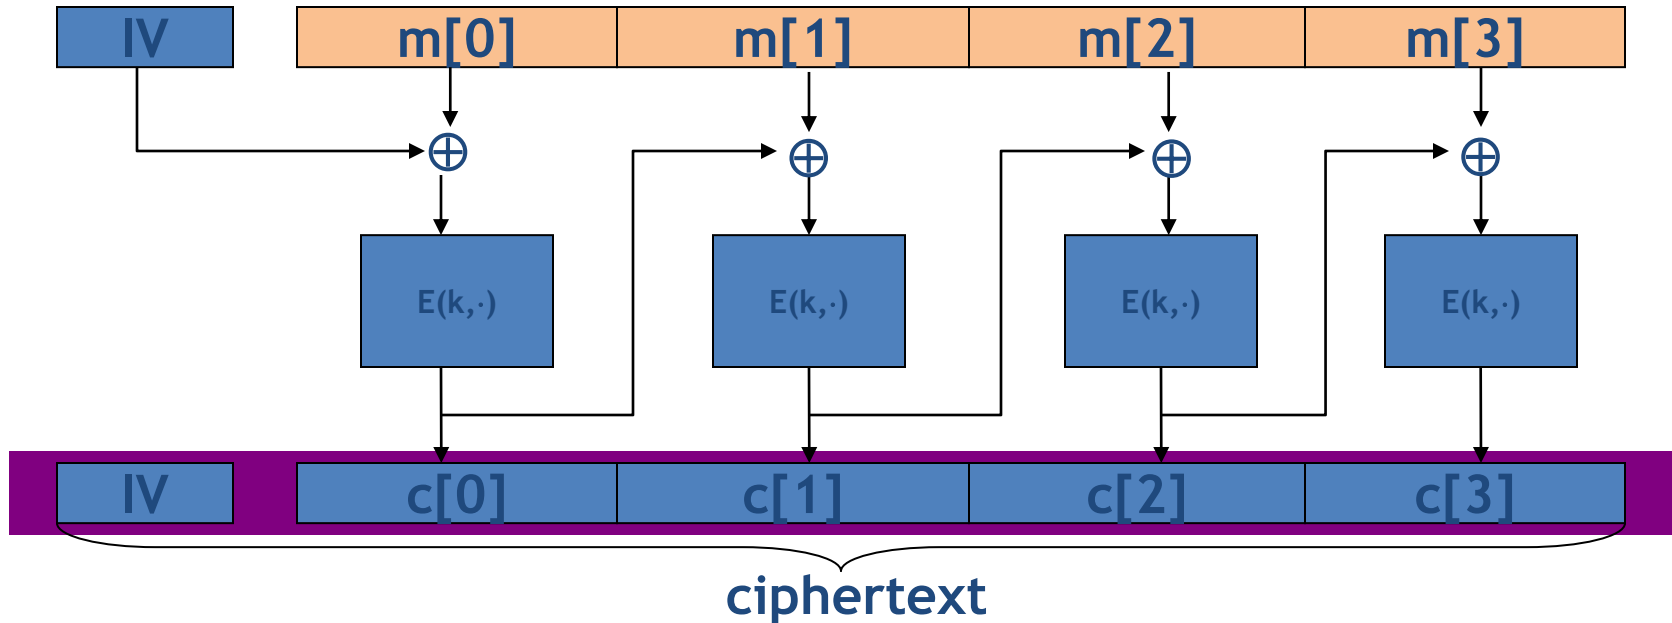 IV m[0] m[1] m[2] m[3]
E(k,·) E(k,·) E(k,·) E(k,·)
IV c[0] c[1] c[2] c[3]
ciphertext